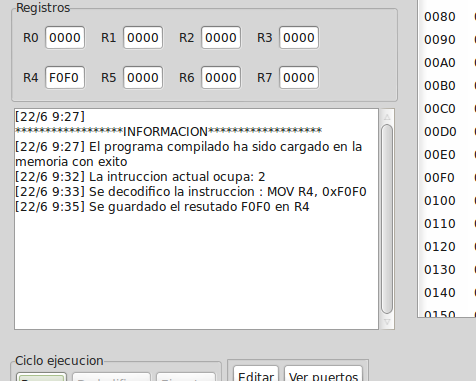 Registros
R0 0000 R1 0000 R2 0000 R3 0000
R4 F0F0 R5 0000 R6 0000 R7 0000
[22/6 9:27]
******************INFORMACION*******************
[22/6 9:27] El programa compilado ha sido cargado en la
memoria con exito
[22/6 9:32] La intruccion actual ocupa: 2
[22/6 9:33] Se decodifico la instruccion : MOV R4, 0xF0F0
[22/6 9:35] Se guardado el resutado F0F0 en R4
0080
0090
00A0
00B0
00C0
00D0
00E0
00F0
0100
0110
0120
0130
0140
0150
Ciclo ejecucion
Editar Ver puertos